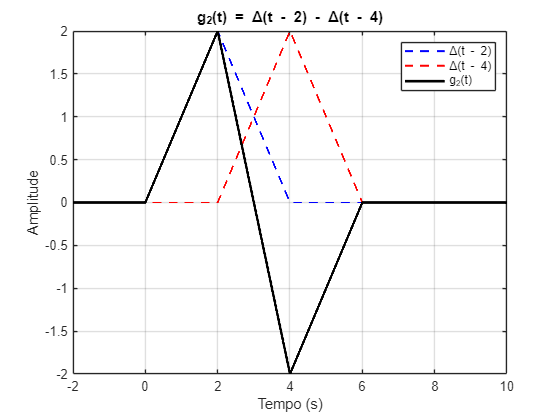 g₂(t) = Δ(t - 2) - Δ(t - 4)
Δ(t - 2)
Δ(t - 4)
g₂(t)
Amplitude
2
1.5
1
0.5
0
-0.5
-1
-1.5
-2
-2 0 2 4 6 8 10
Tempo (s)